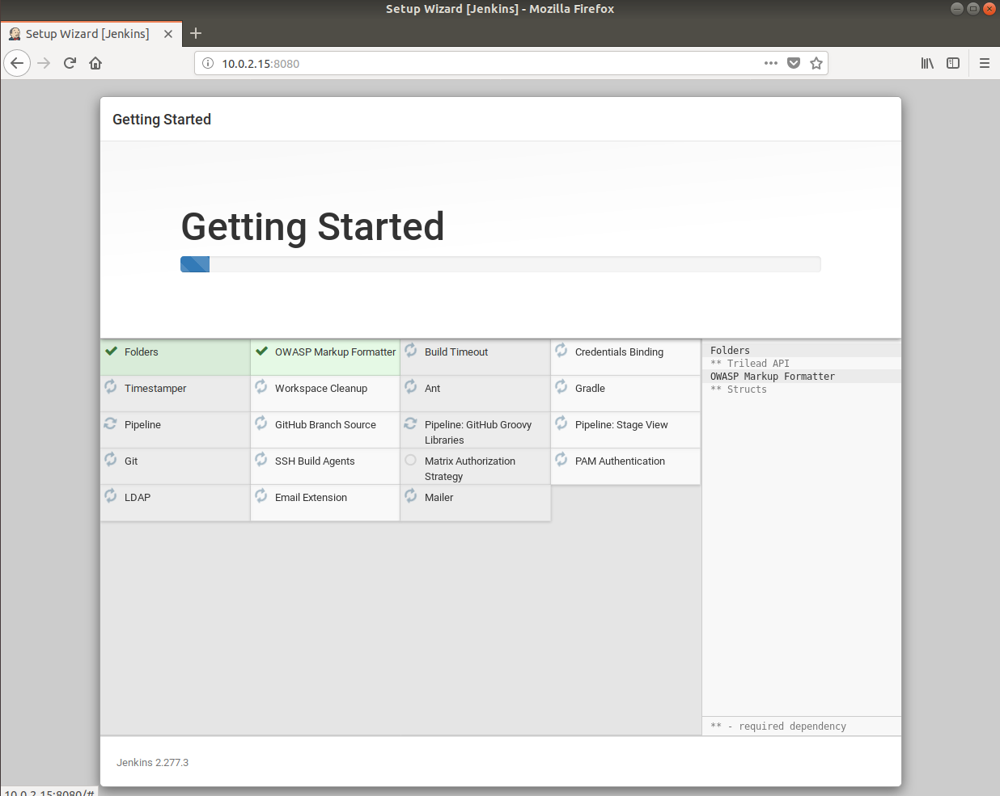 Setup Wizard [Jenkins] - Mozilla Firefox
Setup Wizard [Jenkins]
10.0.2.15:8080
Getting Started
Getting Started
Folders
OWASP Markup Formatter
Build Timeout
Credentials Binding
Timestamper
Workspace Cleanup
Ant
Gradle
Pipeline
GitHub Branch Source
Pipeline: GitHub Groovy
Libraries
Pipeline: Stage View
Git
SSH Build Agents
Matrix Authorization
Strategy
PAM Authentication
LDAP
Email Extension
Mailer
Folders
** Trilead API
OWASP Markup Formatter
** Structs
** - required dependency
Jenkins 2.277.3
10.0.2.15:8080/#